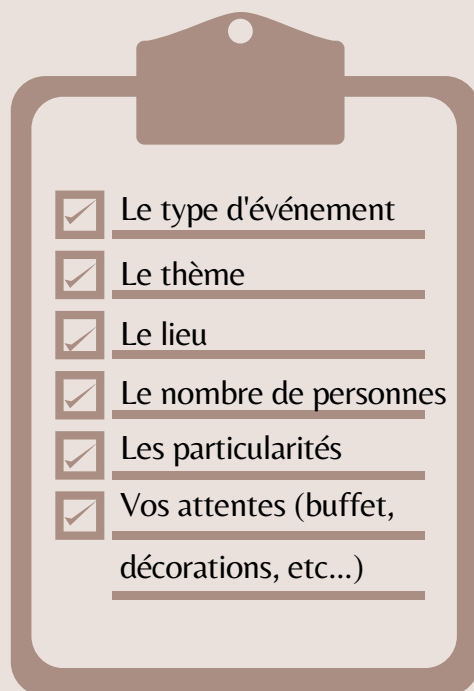 Le type d'événement
Le thème
Le lieu
Le nombre de personnes
Les particularités
Vos attentes (buffet,
décorations, etc...)